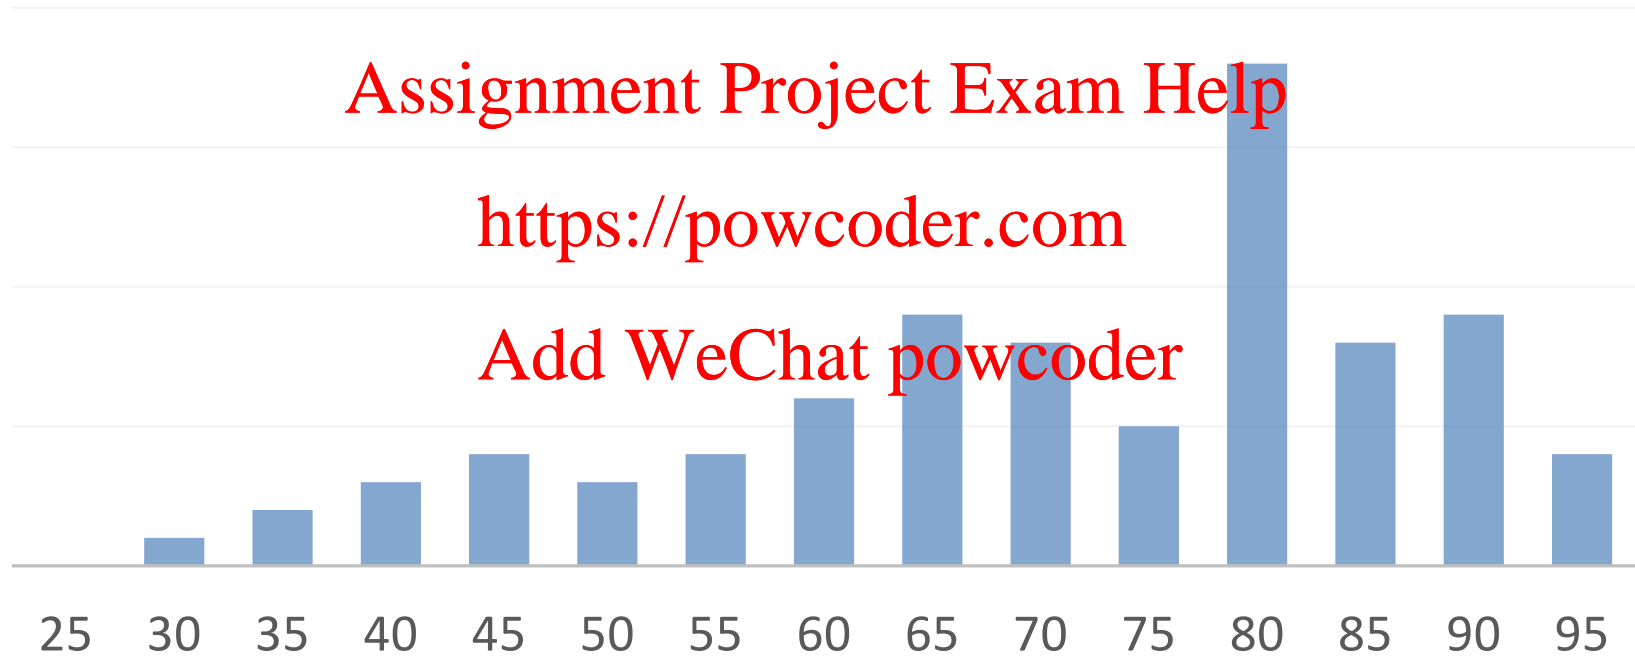 Assignment Project Exam Help
https://powcoder.com
Add WeChat powcoder
25 30 35 40 45 50 55 60 65 70 75 80 85 90 95